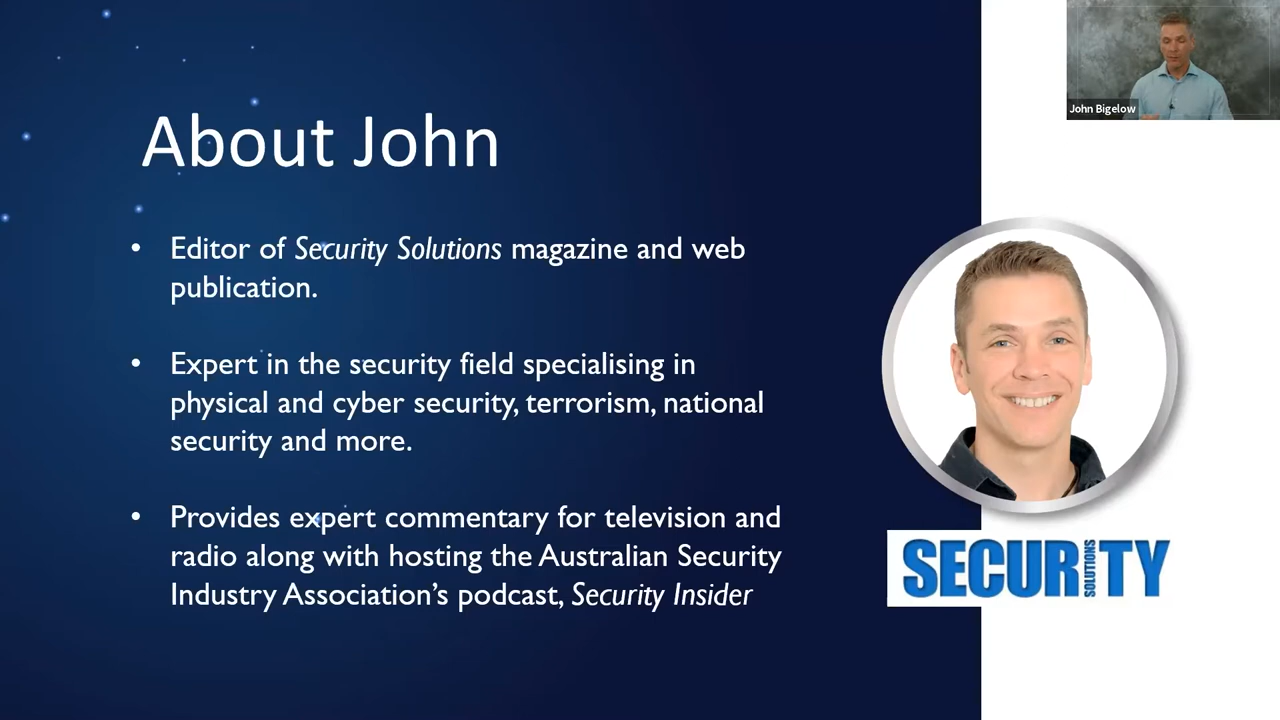 John Bigelow
About John
• Editor of Security Solutions magazine and web
publication.
• Expert in the security field specialising in
physical and cyber security, terrorism, national
security and more.
• Provides expert commentary for television and
radio along with hosting the Australian Security
Industry Association's podcast, Security Insider
SECURITY
SOLUTIONS